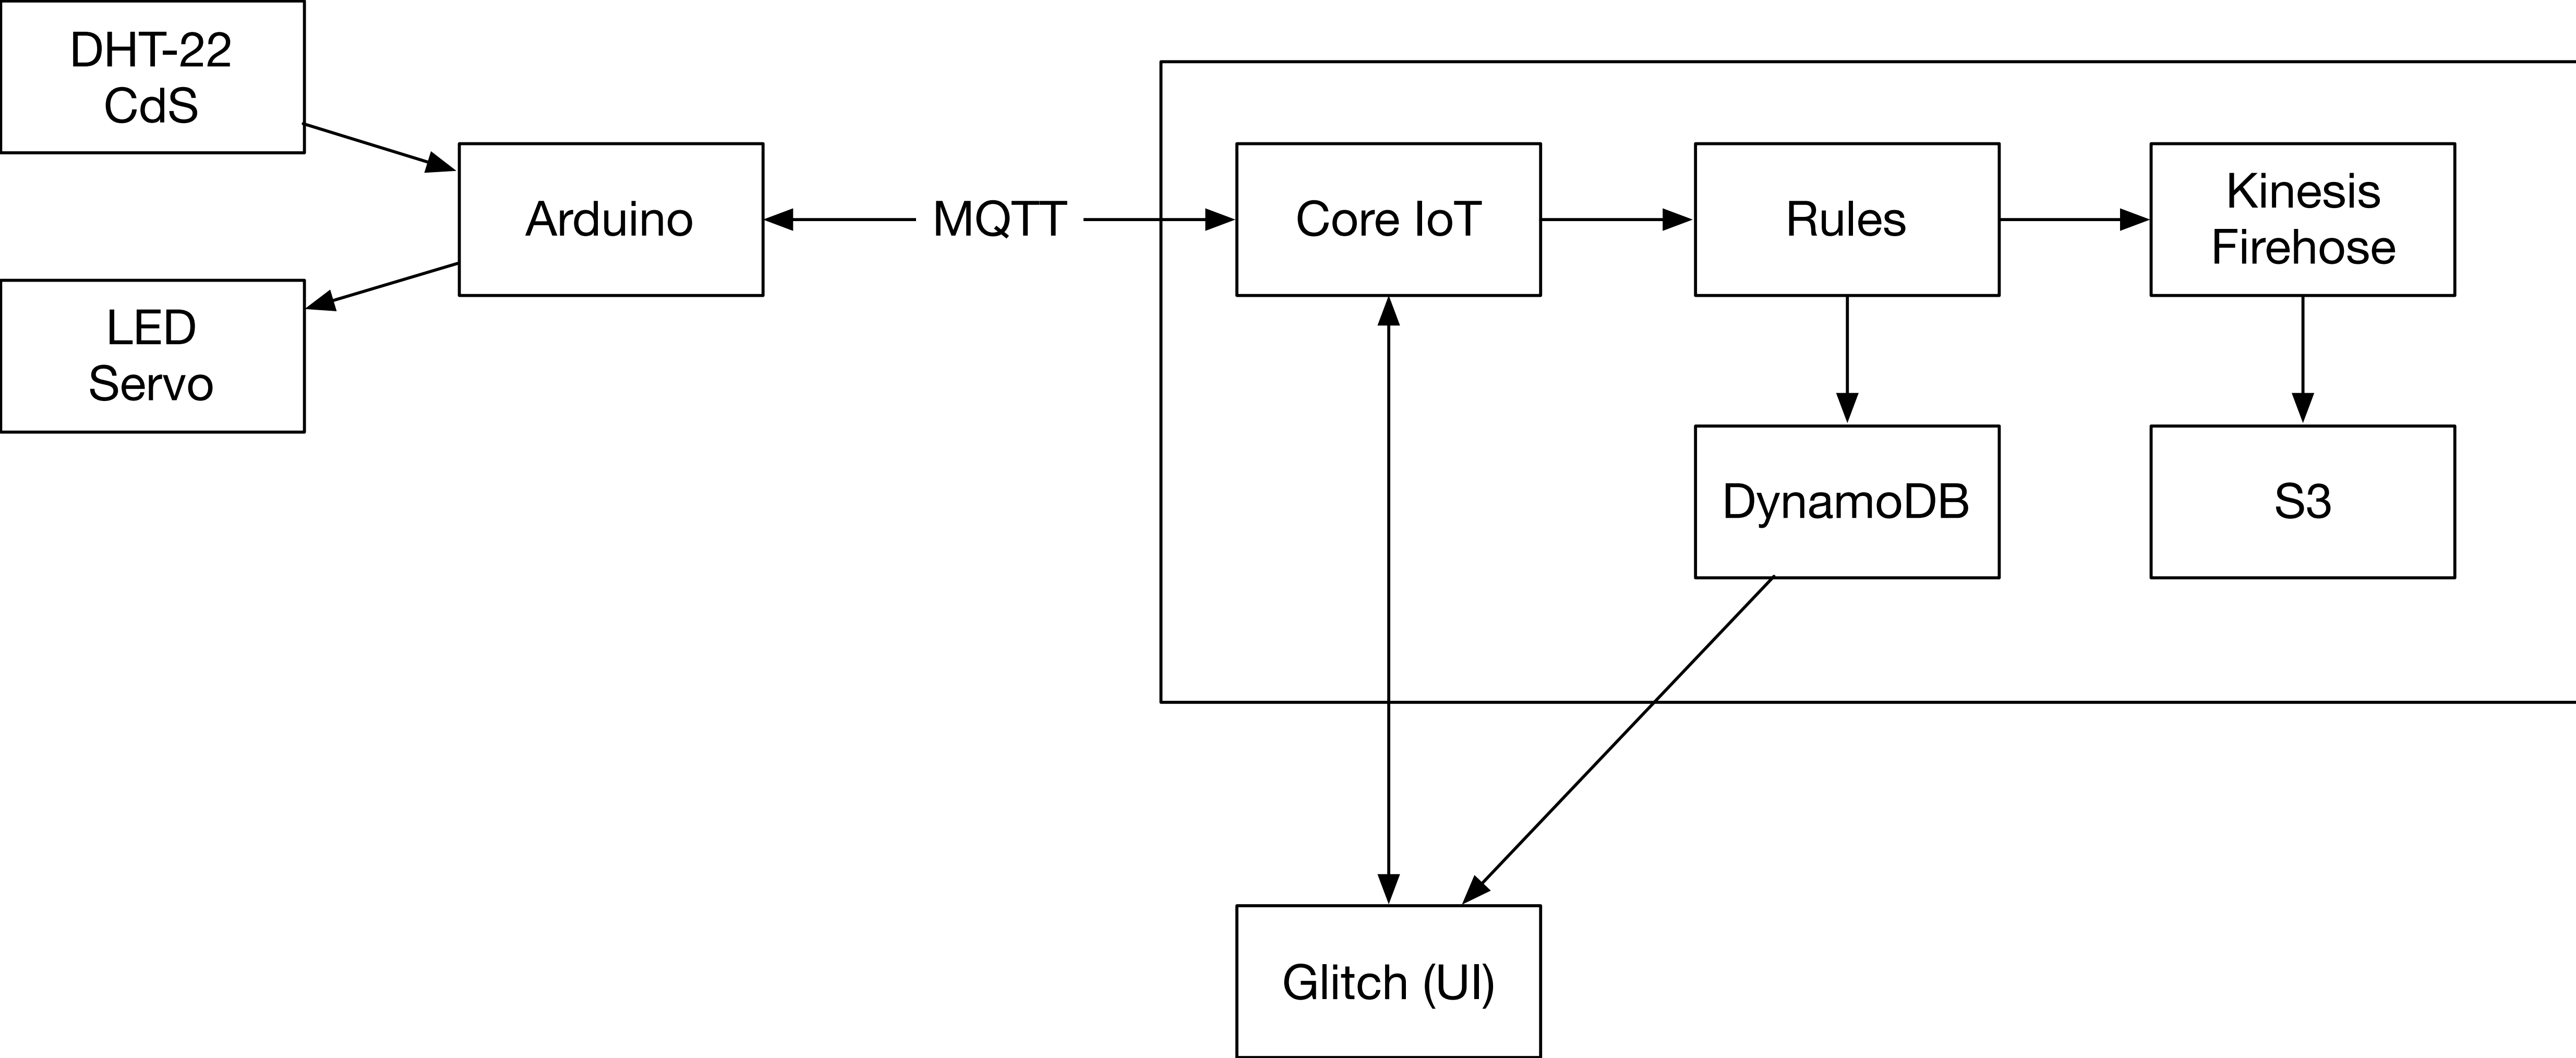 DHT-22
CdS
Arduino
MQTT
Core IoT
Rules
Kinesis
Firehose
LED
Servo
DynamoDB
S3
Glitch (UI)